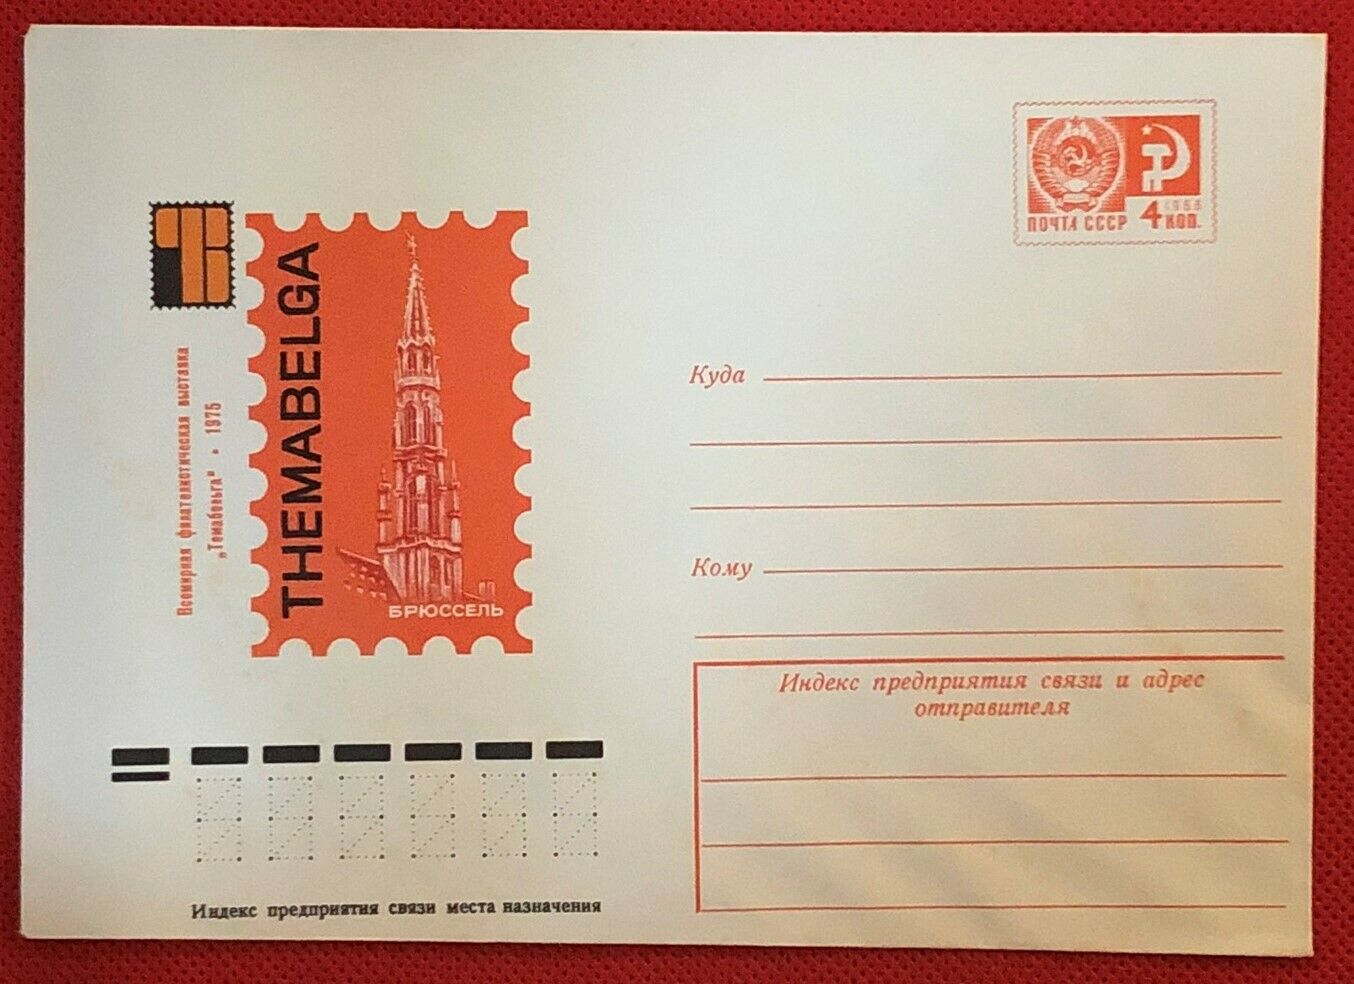 ПОЧТА СССР 4 1966 КОП.
Всемирная филателистическая выставка
„Темабельга" • 1975
THEMABELGA
БРЮССЕЛЬ
Куда
Кому
Индекс предприятия связи и адрес
отправителя
Индекс предприятия связи места назначения